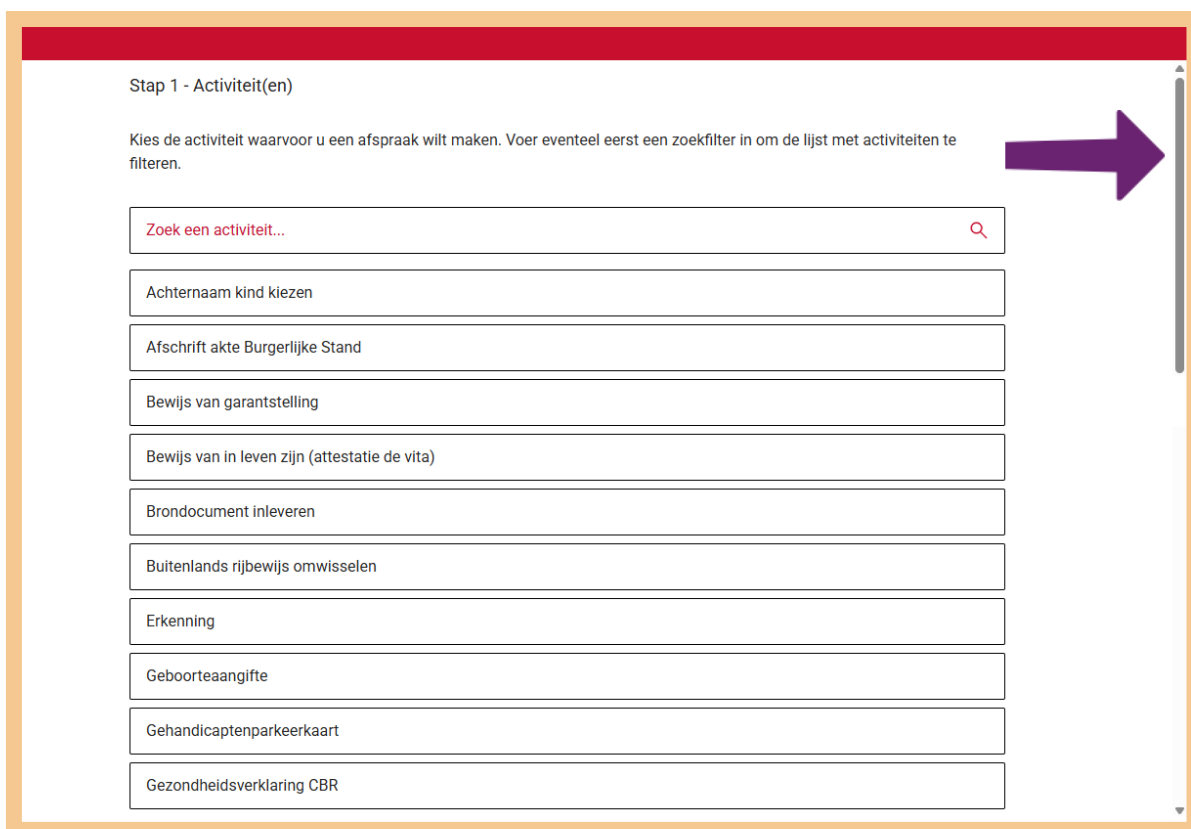 Stap 1 - Activiteit(en)
Kies de activiteit waarvoor u een afspraak wilt maken. Voer eventeel eerst een zoekfilter in om de lijst met activiteiten te
filteren.
Zoek een activiteit...
Achternaam kind kiezen
Afschrift akte Burgerlijke Stand
Bewijs van garantstelling
Bewijs van in leven zijn (attestatie de vita)
Brondocument inleveren
Buitenlands rijbewijs omwisselen
Erkenning
Geboorteaangifte
Gehandicaptenparkeerkaart
Gezondheidsverklaring CBR